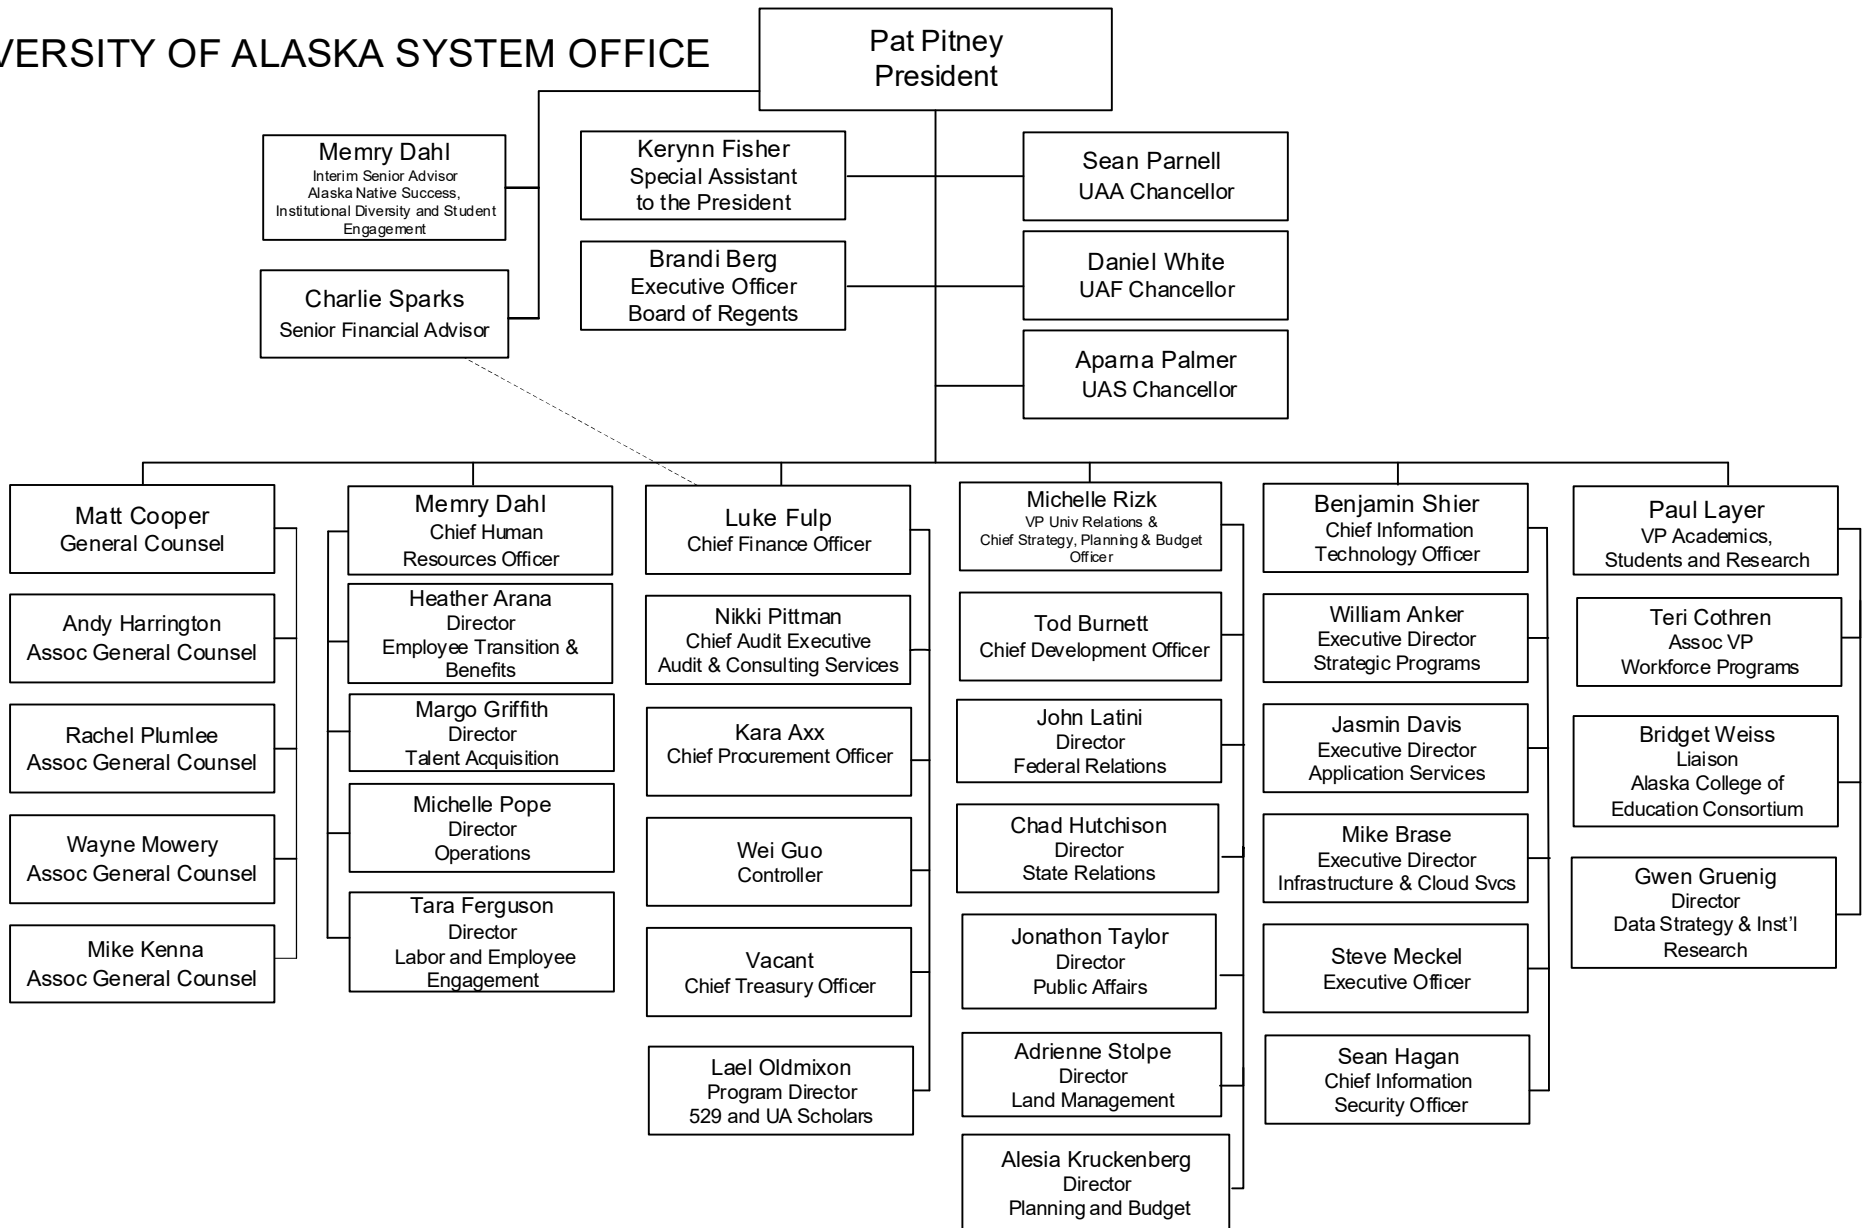 VERSITY OF ALASKA SYSTEM OFFICE
Pat Pitney
President
Memry Dahl
Interim Senior Advisor
Alaska Native Success,
Institutional Diversity and Student
Engagement
Kerynn Fisher
Special Assistant
to the President
Sean Parnell
UAA Chancellor
Charlie Sparks
Senior Financial Advisor
Brandi Berg
Executive Officer
Board of Regents
Daniel White
UAF Chancellor
Aparna Palmer
UAS Chancellor
Matt Cooper
General Counsel
Andy Harrington
Assoc General Counsel
Rachel Plumlee
Assoc General Counsel
Wayne Mowery
Assoc General Counsel
Mike Kenna
Assoc General Counsel
Memry Dahl
Chief Human
Resources Officer
Heather Arana
Director
Employee Transition &
Benefits
Margo Griffith
Director
Talent Acquisition
Michelle Pope
Director
Operations
Tara Ferguson
Director
Labor and Employee
Engagement
Luke Fulp
Chief Finance Officer
Nikki Pittman
Chief Audit Executive
Audit & Consulting Services
Kara Axx
Chief Procurement Officer
Wei Guo
Controller
Vacant
Chief Treasury Officer
Lael Oldmixon
Program Director
529 and UA Scholars
Michelle Rizk
VP Univ Relations &
Chief Strategy, Planning & Budget
Officer
Tod Burnett
Chief Development Officer
John Latini
Director
Federal Relations
Chad Hutchison
Director
State Relations
Jonathon Taylor
Director
Public Affairs
Adrienne Stolpe
Director
Land Management
Alesia Kruckenberg
Director
Planning and Budget
Benjamin Shier
Chief Information
Technology Officer
William Anker
Executive Director
Strategic Programs
Jasmin Davis
Executive Director
Application Services
Mike Brase
Executive Director
Infrastructure & Cloud Svcs
Steve Meckel
Executive Officer
Sean Hagan
Chief Information
Security Officer
Paul Layer
VP Academics,
Students and Research
Teri Cothren
Assoc VP
Workforce Programs
Bridget Weiss
Liaison
Alaska College of
Education Consortium
Gwen Gruenig
Director
Data Strategy & Inst'l
Research